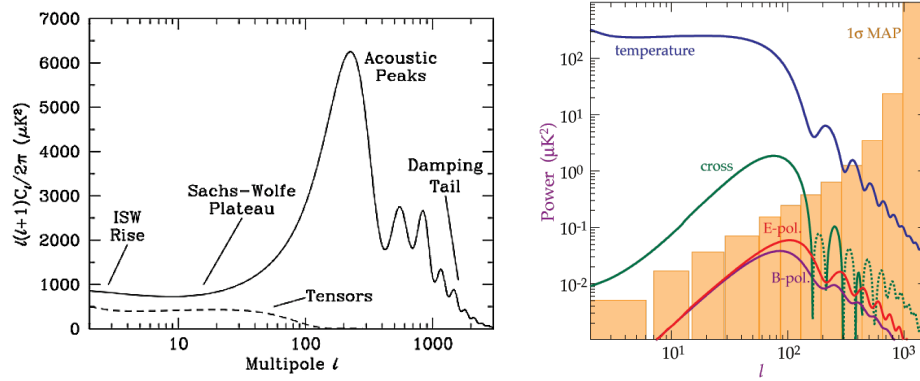 7000
6000
5000
4000
3000
2000
1000
500
0
ℓ(ℓ+1)Cℓ/2π (μK²)
Acoustic
Peaks
Damping
Tail
Sachs-Wolfe
Plateau
ISW
Rise
Tensors
10
100
1000
Multipole ℓ
1σ MAP
temperature
cross
E-pol.
B-pol.
10²
10¹
10⁰
10⁻¹
10⁻²
Power (μK²)
10¹
10²
10³
l